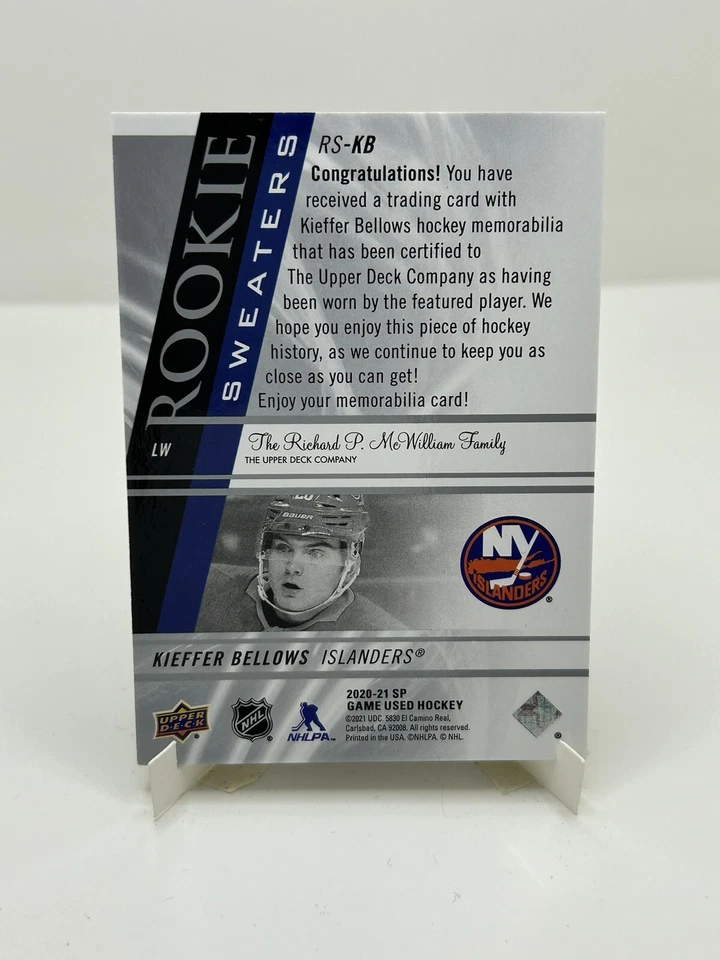 ROOKIE
SWEATERS
RS-KB
Congratulations! You have
received a trading card with
Kieffer Bellows hockey memorabilia
that has been certified to
The Upper Deck Company as having
been worn by the featured player. We
hope you enjoy this piece of hockey
history, as we continue to keep you as
close as you can get!
Enjoy your memorabilia card!
LW
The Richard P. McWilliam Family
THE UPPER DECK COMPANY
BAUER
NY
ISLANDERS
®
KIEFFER BELLOWS ISLANDERS®
UPPER
DECK
®
NHL
®
NHLPA™
2020-21 SP
GAME USED HOCKEY
©2021 UDC. 5830 El Camino Real,
Carlsbad, CA 92008. All rights reserved.
Printed in the USA. ©NHLPA. © NHL.
®